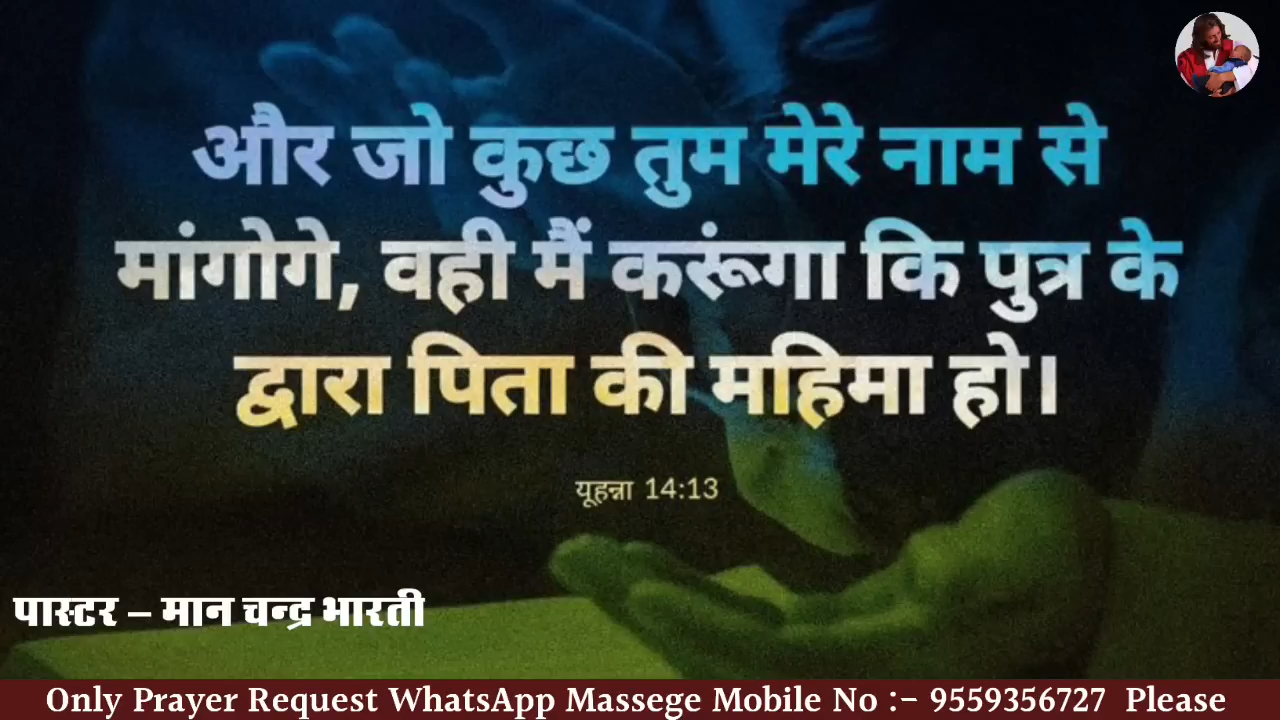 और जो कुछ तुम मेरे नाम से
मांगोगे, वही मैं करूंगा कि पुत्र के
द्वारा पिता की महिमा हो।
यूहन्ना 14:13
पास्टर – मान चन्द्र भारती
Only Prayer Request WhatsApp Massege Mobile No :- 9559356727 Please